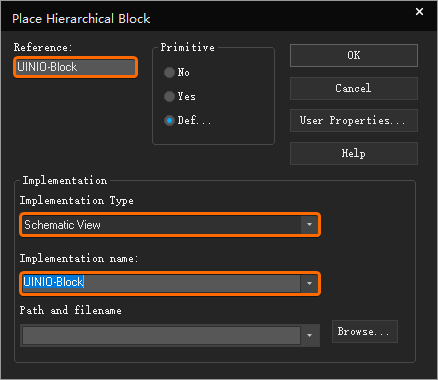 Place Hierarchical Block
Reference:
UINIO-Block
Primitive
No
Yes
Def...
OK
Cancel
User Properties...
Help
Implementation
Implementation Type
Schematic View
Implementation name:
UINIO-Block
Path and filename
Browse...